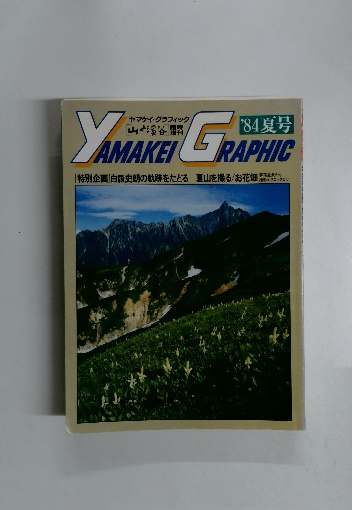 ヤマケイ・グラフィック
山と溪谷 臨時増刊
'84夏号
YAMAKEI GRAPHIC
[特別企画]白籏史朗の軌跡をたどる 夏山を撮る/お花畑